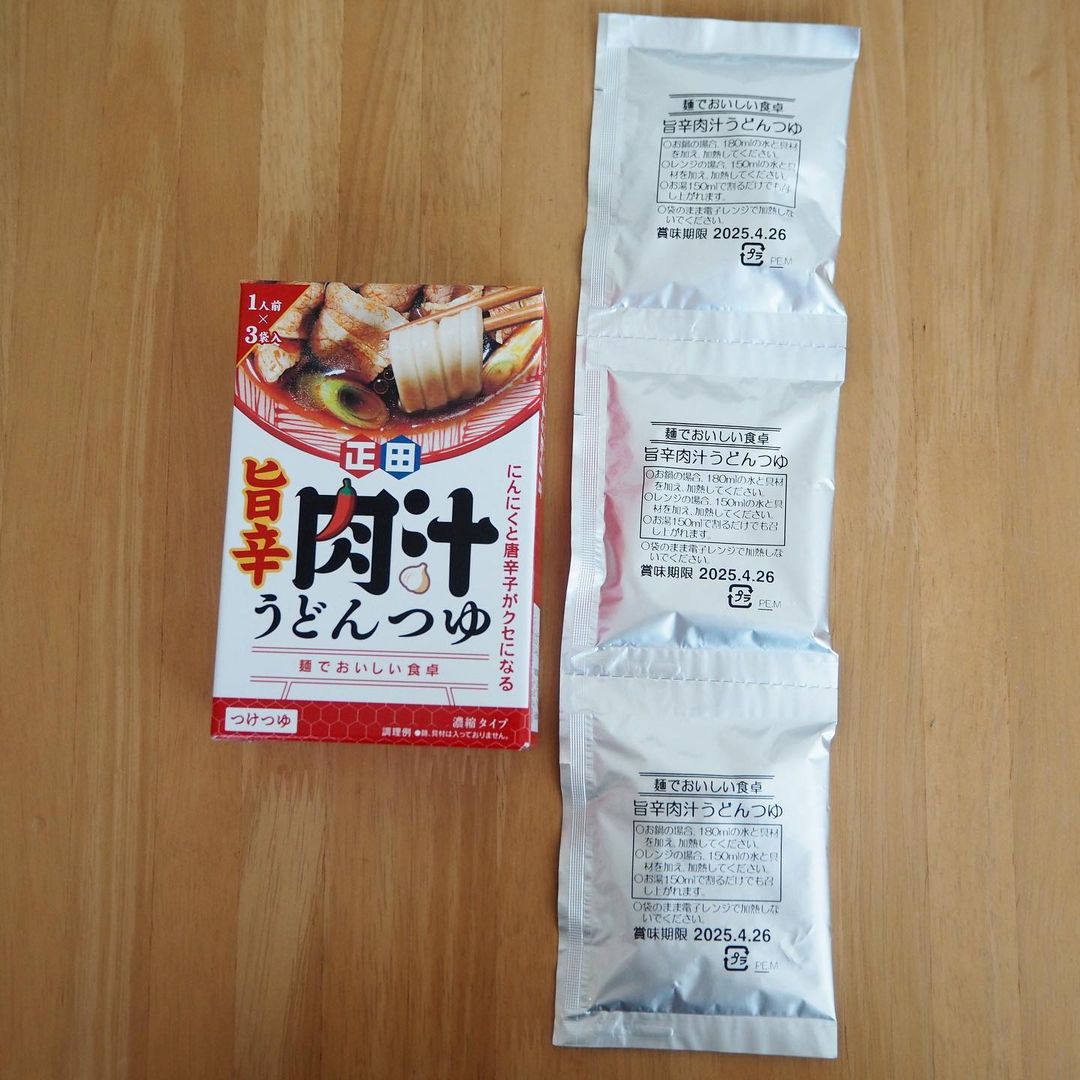 1人前
×
3袋入
正田
旨辛
肉汁
うどんつゆ
にんにくと唐辛子がクセになる
麺でおいしい食卓
つけつゆ
濃縮タイプ
調理例 ●麺、具材は入っておりません。
麺でおいしい食卓
旨辛肉汁うどんつゆ
○お鍋の場合、180mlの水と具材
を加え、加熱してください。
○レンジの場合、150mlの水と具
材を加え、加熱してください。
○お湯150mlで割るだけでも召
し上がれます。
○袋のまま電子レンジで加熱しな
いでください。
賞味期限 2025.4.26
プラ PE,M
麺でおいしい食卓
旨辛肉汁うどんつゆ
○お鍋の場合、180mlの水と具材
を加え、加熱してください。
○レンジの場合、150mlの水と具
材を加え、加熱してください。
○お湯150mlで割るだけでも召
し上がれます。
○袋のまま電子レンジで加熱しな
いでください。
賞味期限 2025.4.26
プラ PE,M
麺でおいしい食卓
旨辛肉汁うどんつゆ
○お鍋の場合、180mlの水と具材
を加え、加熱してください。
○レンジの場合、150mlの水と具
材を加え、加熱してください。
○お湯150mlで割るだけでも召
し上がれます。
○袋のまま電子レンジで加熱しな
いでください。
賞味期限 2025.4.26
プラ PE,M